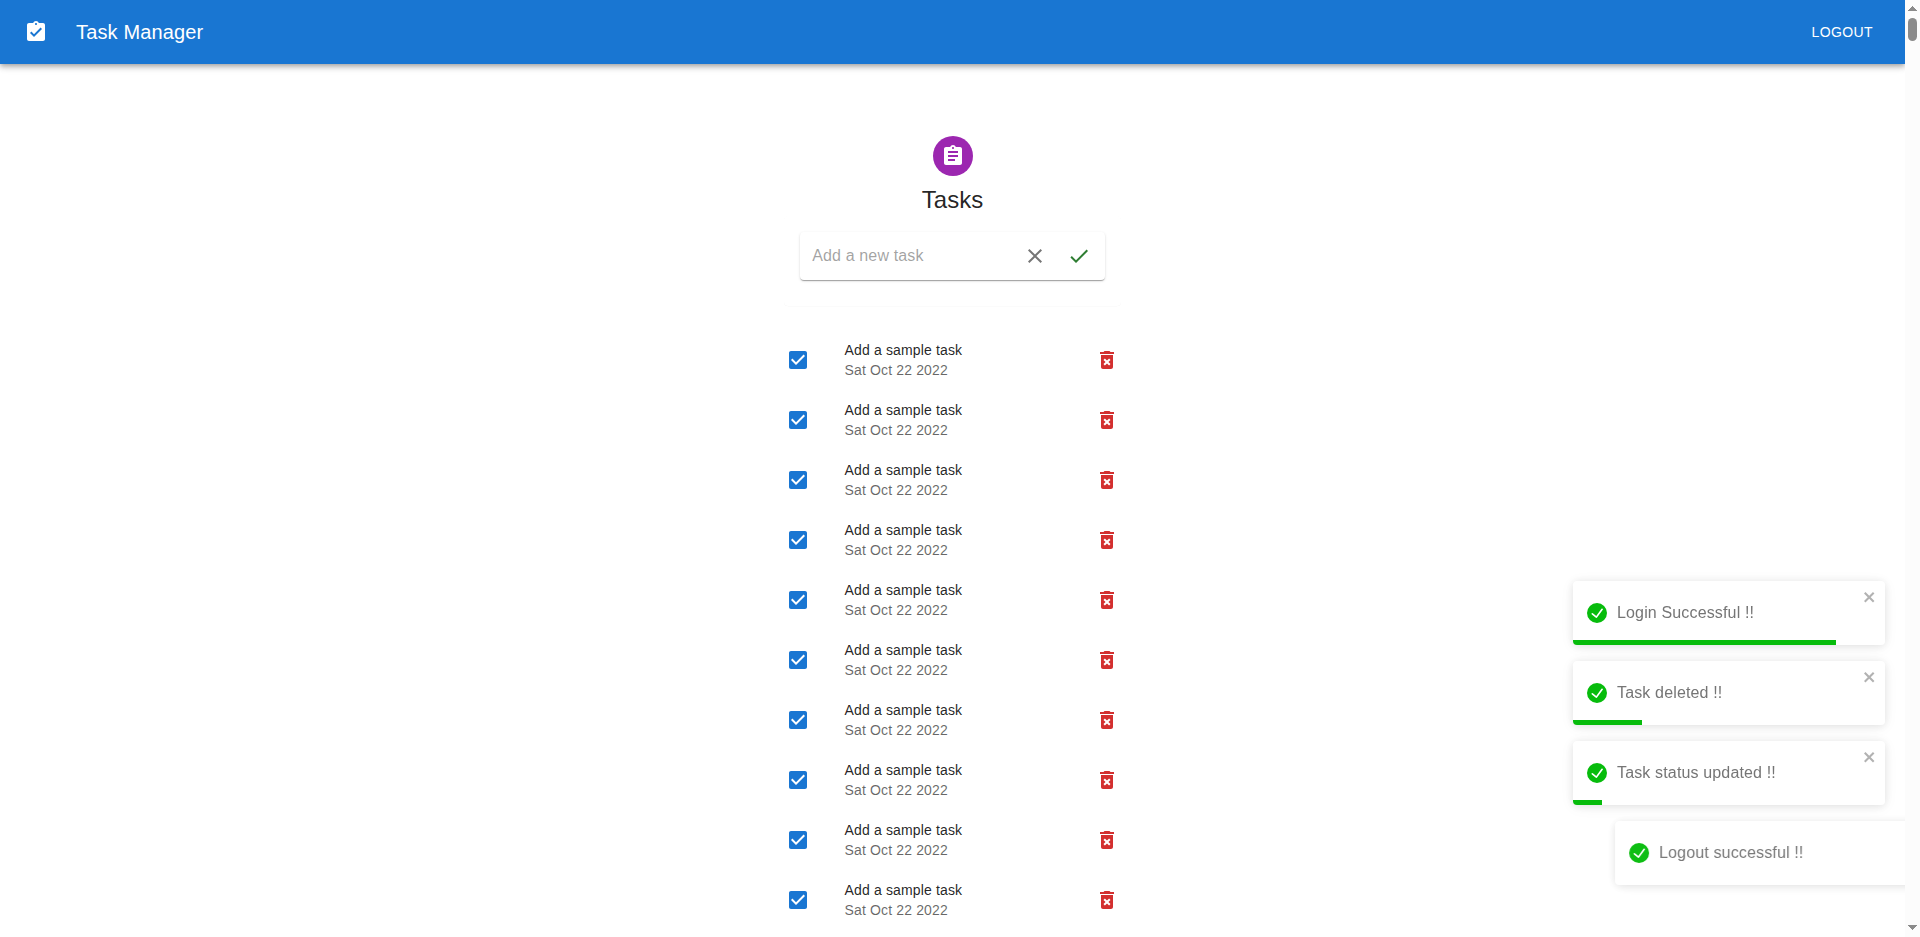 Task Manager
LOGOUT
Tasks
Add a new task
Add a sample task
Sat Oct 22 2022
Add a sample task
Sat Oct 22 2022
Add a sample task
Sat Oct 22 2022
Add a sample task
Sat Oct 22 2022
Add a sample task
Sat Oct 22 2022
Add a sample task
Sat Oct 22 2022
Add a sample task
Sat Oct 22 2022
Add a sample task
Sat Oct 22 2022
Add a sample task
Sat Oct 22 2022
Add a sample task
Sat Oct 22 2022
Login Successful !!
Task deleted !!
Task status updated !!
Logout successful !!